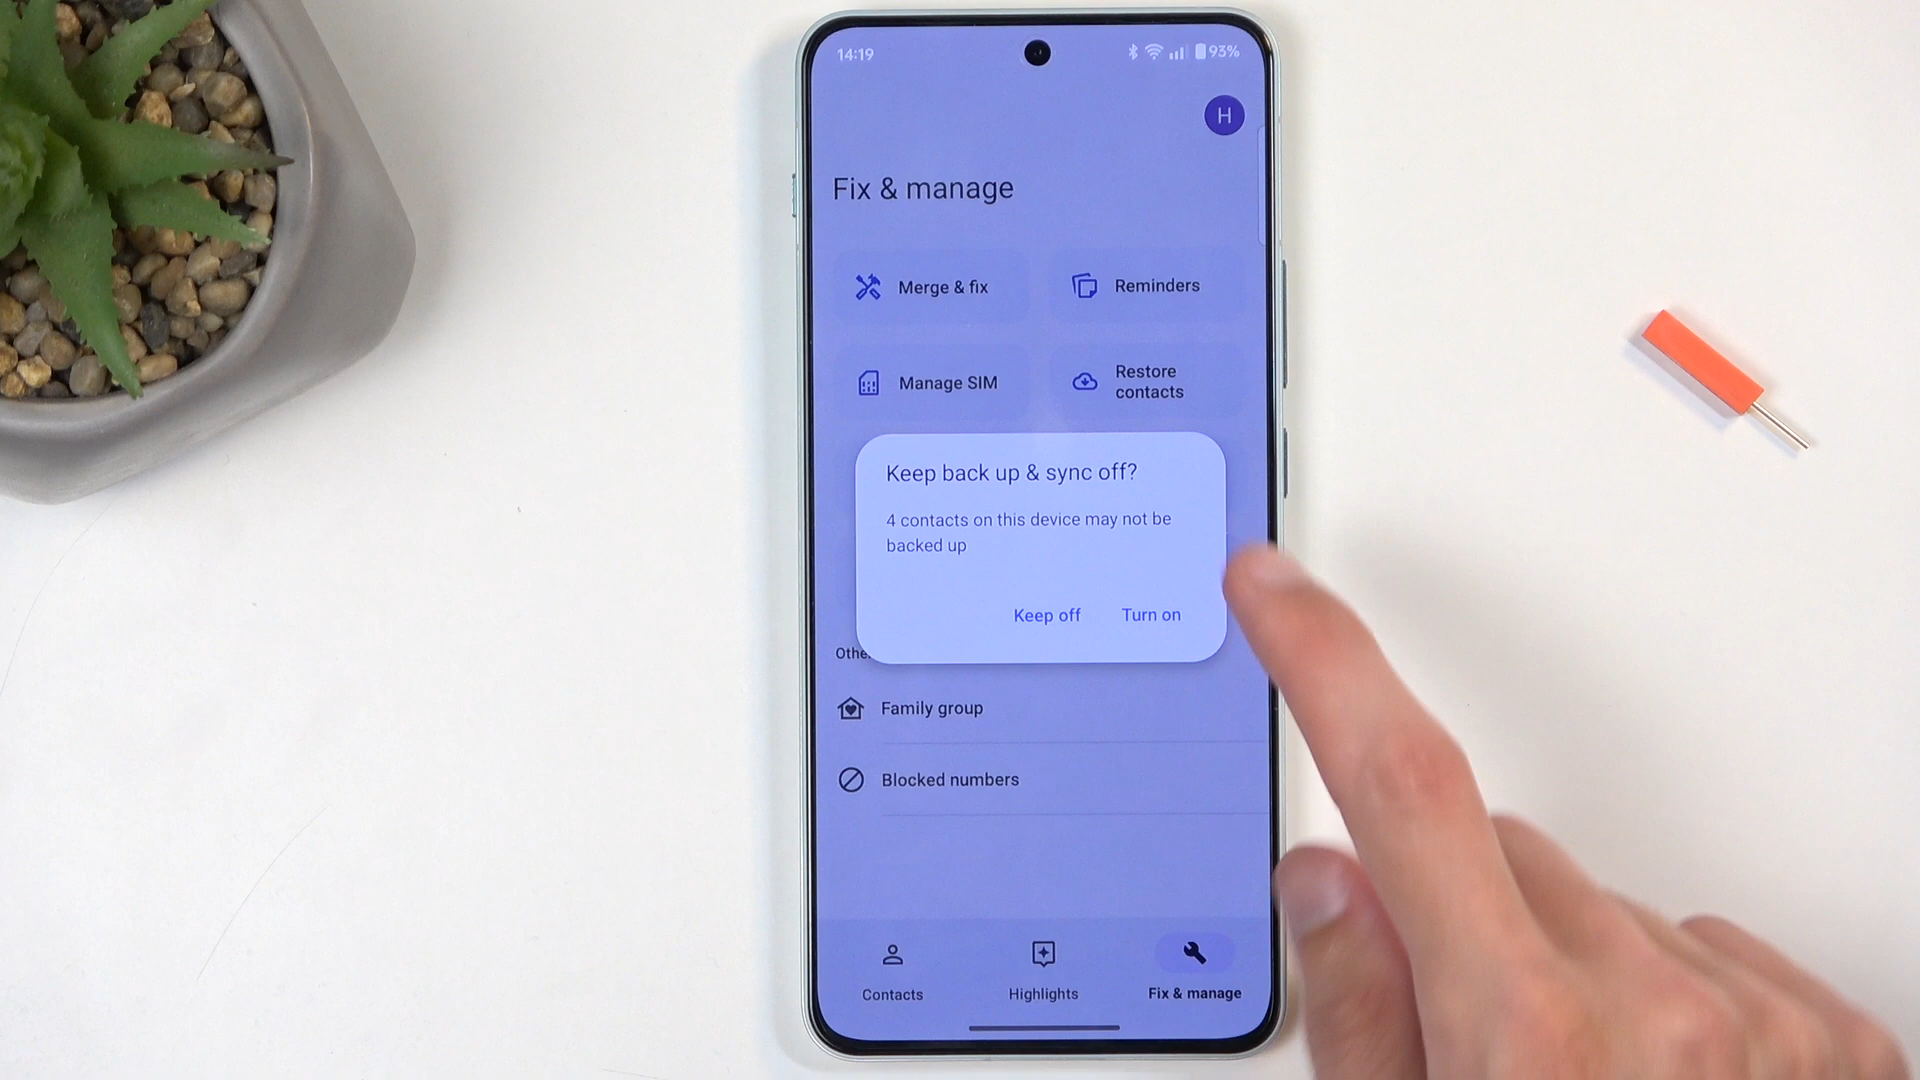 14:19
93%
H
Fix & manage
Merge & fix
Reminders
Manage SIM
Restore
contacts
Keep back up & sync off?
4 contacts on this device may not be
backed up
Keep off
Turn on
Othe
Family group
Blocked numbers
Contacts
Highlights
Fix & manage